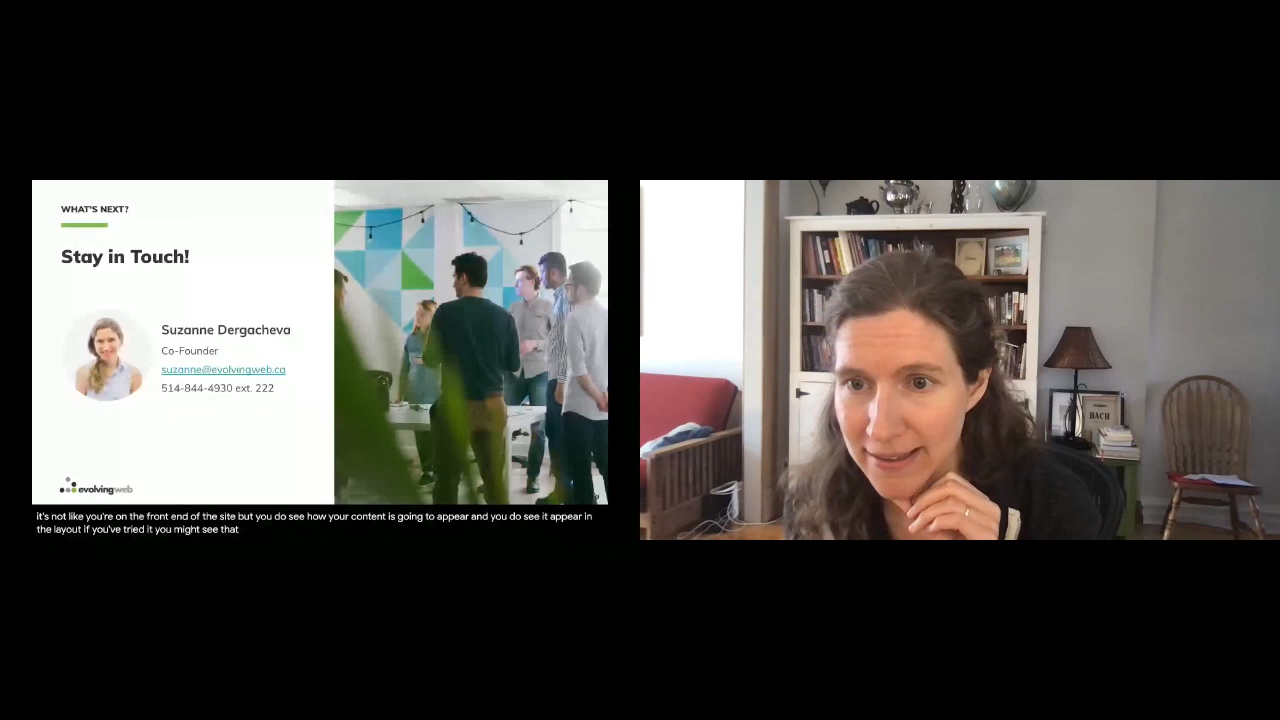 WHAT'S NEXT?
Stay in Touch!
Suzanne Dergacheva
Co-Founder
suzanne@evolvingweb.ca
514-844-4930 ext. 222
evolvingweb
it's not like you're on the front end of the site but you do see how your content is going to appear and you do see it appear in
the layout if you've tried it you might see that
BACH